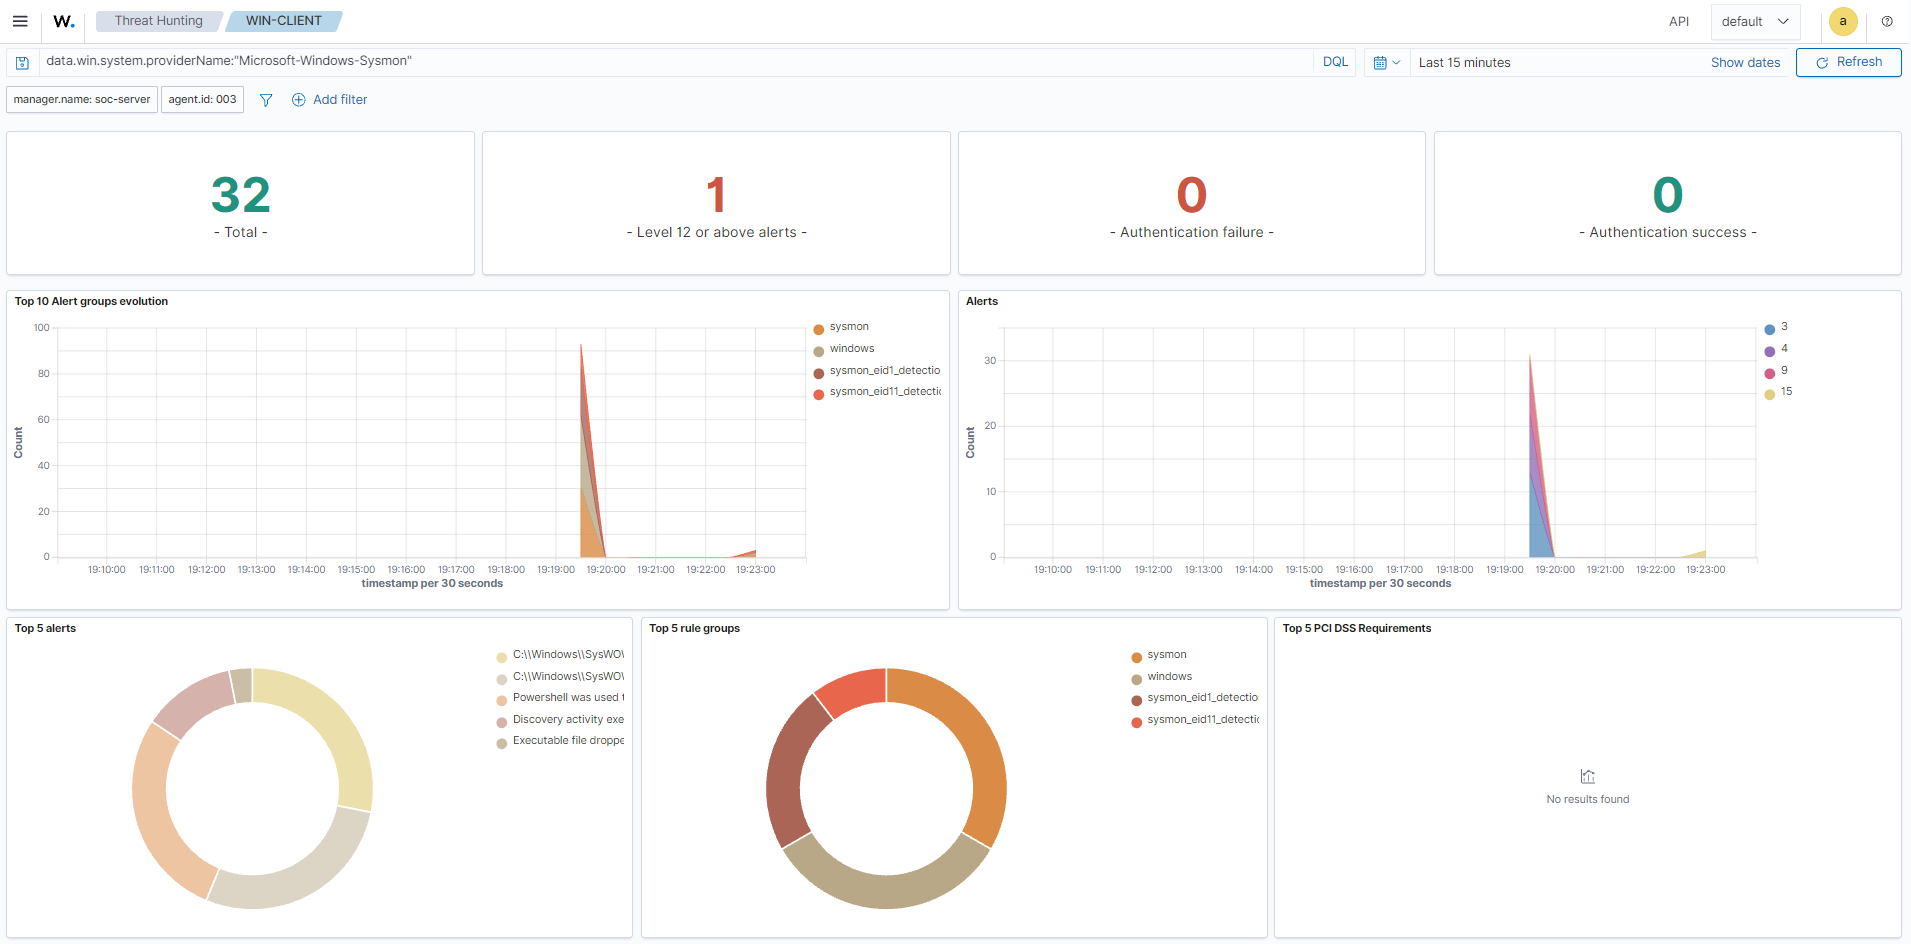 W.
Threat Hunting
WIN-CLIENT
API
default
a
data.win.system.providerName:"Microsoft-Windows-Sysmon"
DQL
Last 15 minutes
Show dates
Refresh
manager.name: soc-server
agent.id: 003
Add filter
32
- Total -
1
- Level 12 or above alerts -
0
- Authentication failure -
0
- Authentication success -
Top 10 Alert groups evolution
100
80
60
40
20
0
Count
19:10:00 19:11:00 19:12:00 19:13:00 19:14:00 19:15:00 19:16:00 19:17:00 19:18:00 19:19:00 19:20:00 19:21:00 19:22:00 19:23:00
timestamp per 30 seconds
sysmon
windows
sysmon_eid1_detectio
sysmon_eid11_detectic
Alerts
30
20
10
0
Count
19:10:00 19:11:00 19:12:00 19:13:00 19:14:00 19:15:00 19:16:00 19:17:00 19:18:00 19:19:00 19:20:00 19:21:00 19:22:00 19:23:00
timestamp per 30 seconds
3
4
9
15
Top 5 alerts
C:\\Windows\\SysWO
C:\\Windows\\SysWO
Powershell was used t
Discovery activity exe
Executable file droppe
Top 5 rule groups
sysmon
windows
sysmon_eid1_detectio
sysmon_eid11_detectic
Top 5 PCI DSS Requirements
No results found